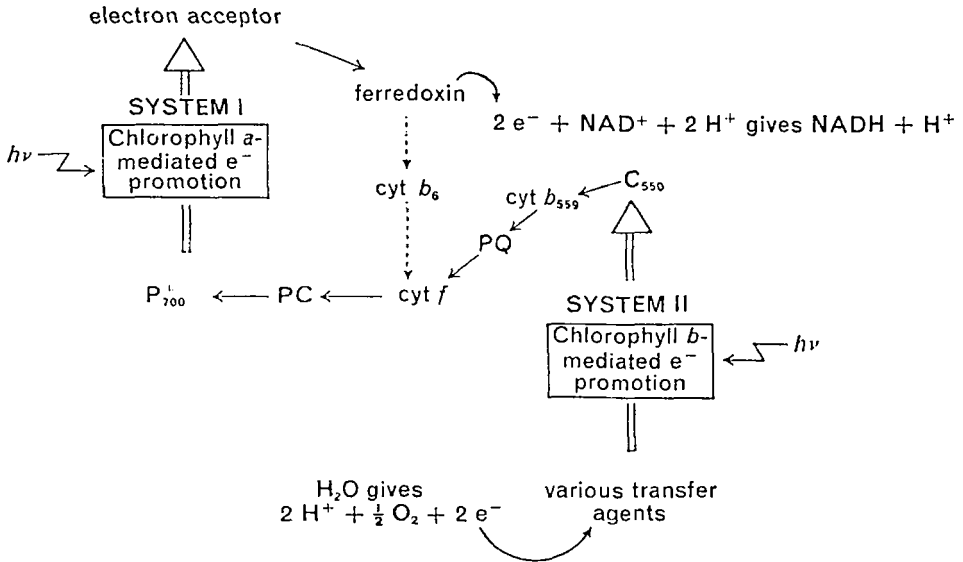 electron acceptor
ferredoxin
2 e⁻ + NAD⁺ + 2 H⁺ gives NADH + H⁺
SYSTEM I
Chlorophyll a-
mediated e⁻
promotion
hν
cyt b₆
cyt b₅₅₉
C₅₅₀
PQ
P₇₀₀
PC
cyt f
SYSTEM II
Chlorophyll b-
mediated e⁻
promotion
hν
H₂O gives
2 H⁺ + ½ O₂ + 2 e⁻
various transfer
agents